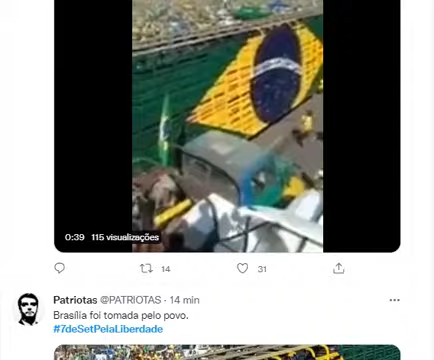 0:39 115 visualizações
14 31
Patriotas @PATRIOTAS · 14 min
Brasília foi tomada pelo povo.
#7deSetPelaLiberdade